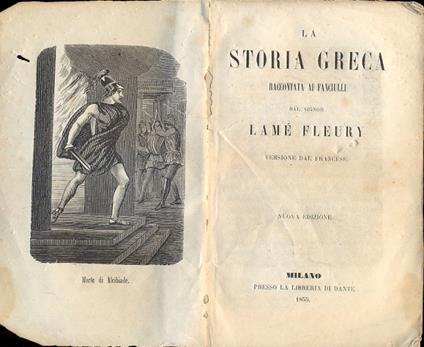 Morte di Alcibiade.
LA
STORIA GRECA
RACCONTATA AI FANCIULLI
DAL SIGNOR
LAMÉ FLEURY
VERSIONE DAL FRANCESE
NUOVA EDIZIONE
MILANO
PRESSO LA LIBRERIA DI DANTE
1855.